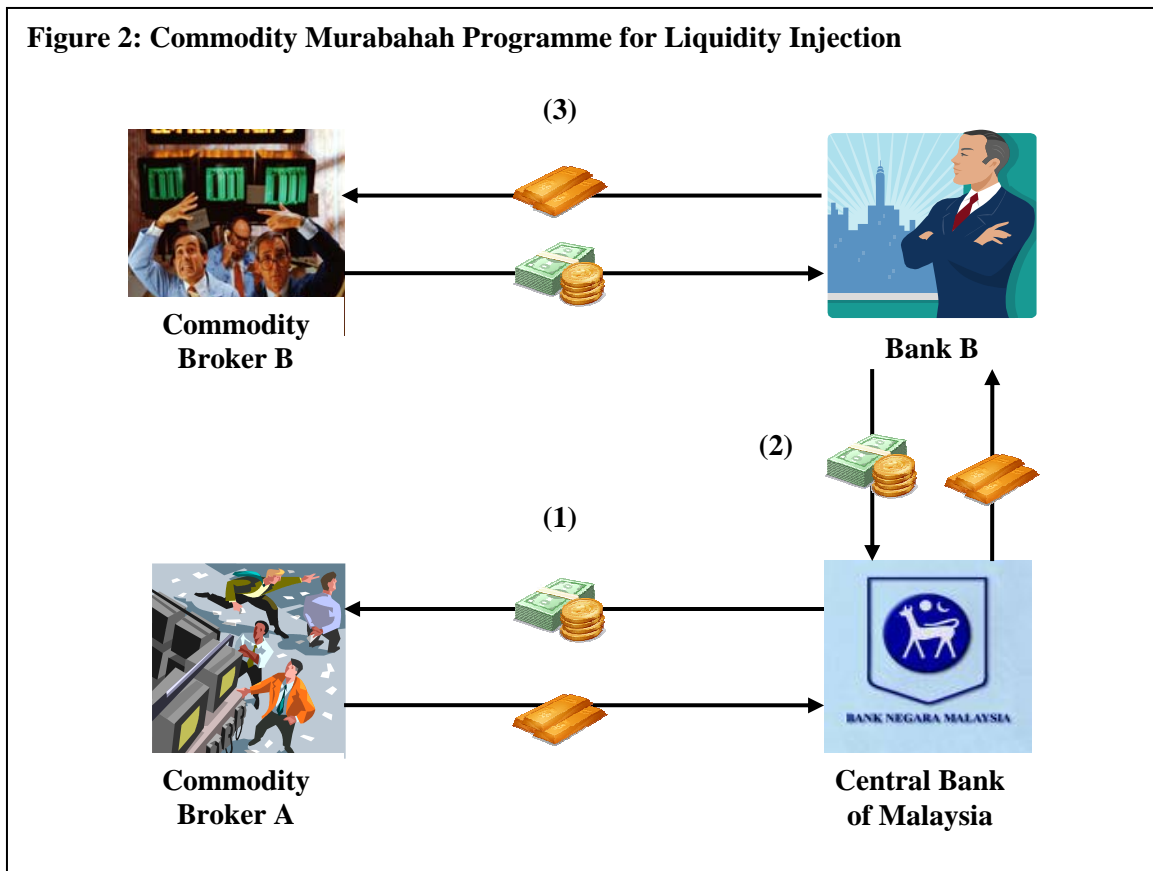 Figure 2: Commodity Murabahah Programme for Liquidity Injection
(3)
Commodity
Broker B
Bank B
(2)
(1)
BANK NEGARA MALAYSIA
Commodity
Broker A
Central Bank
of Malaysia